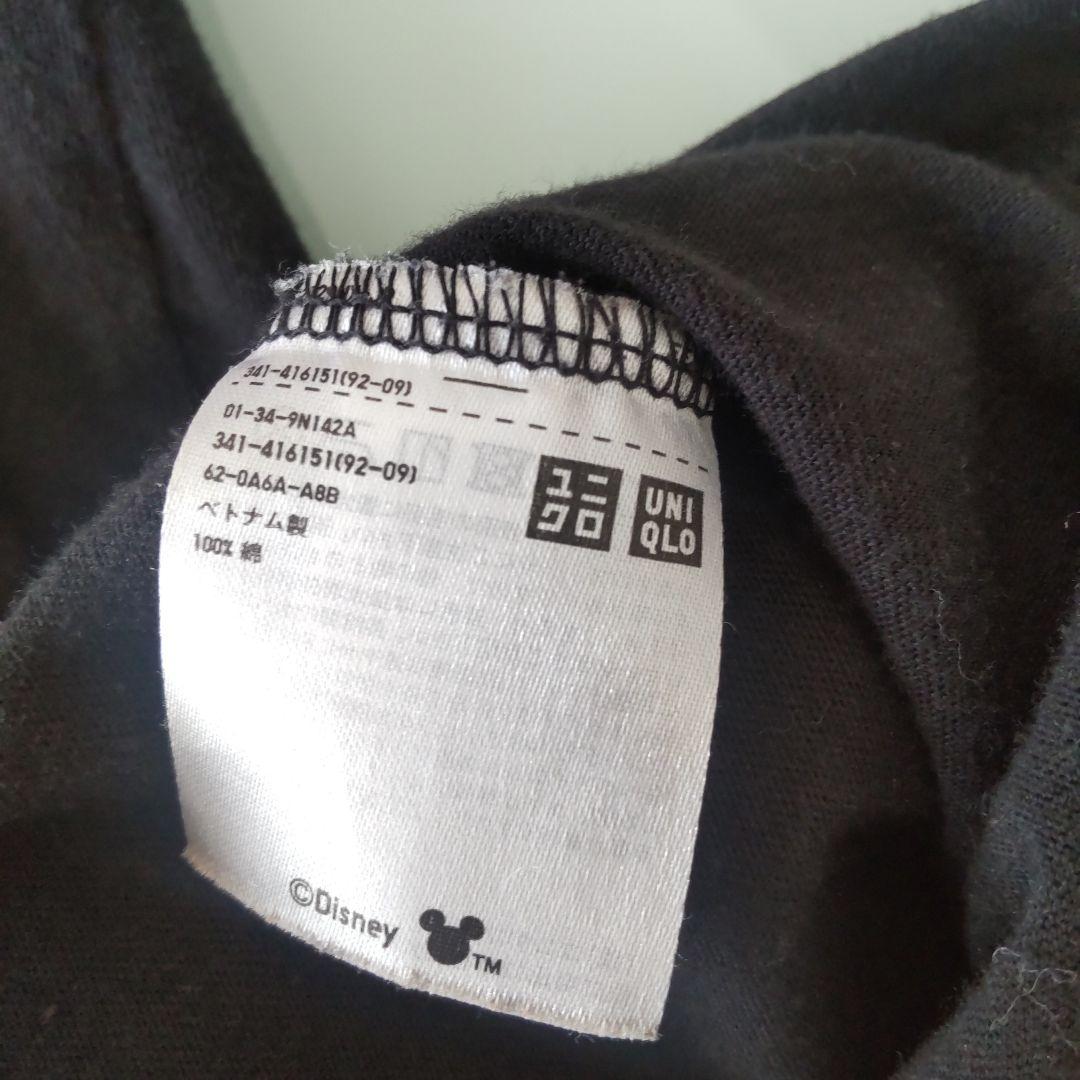 341-416151(92-09)
01-34-9N142A
341-416151(92-09)
62-0A6A-A8B
ベトナム製
100% 綿
ユニ
クロ
UNI
QLO
©Disney
TM